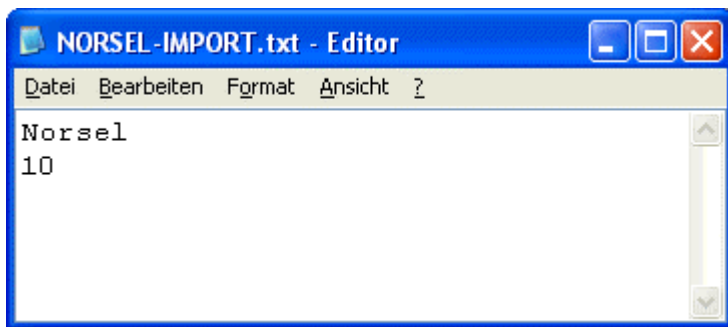 NORSEL-IMPORT.txt - Editor
Datei Bearbeiten Format Ansicht ?
Norsel
10